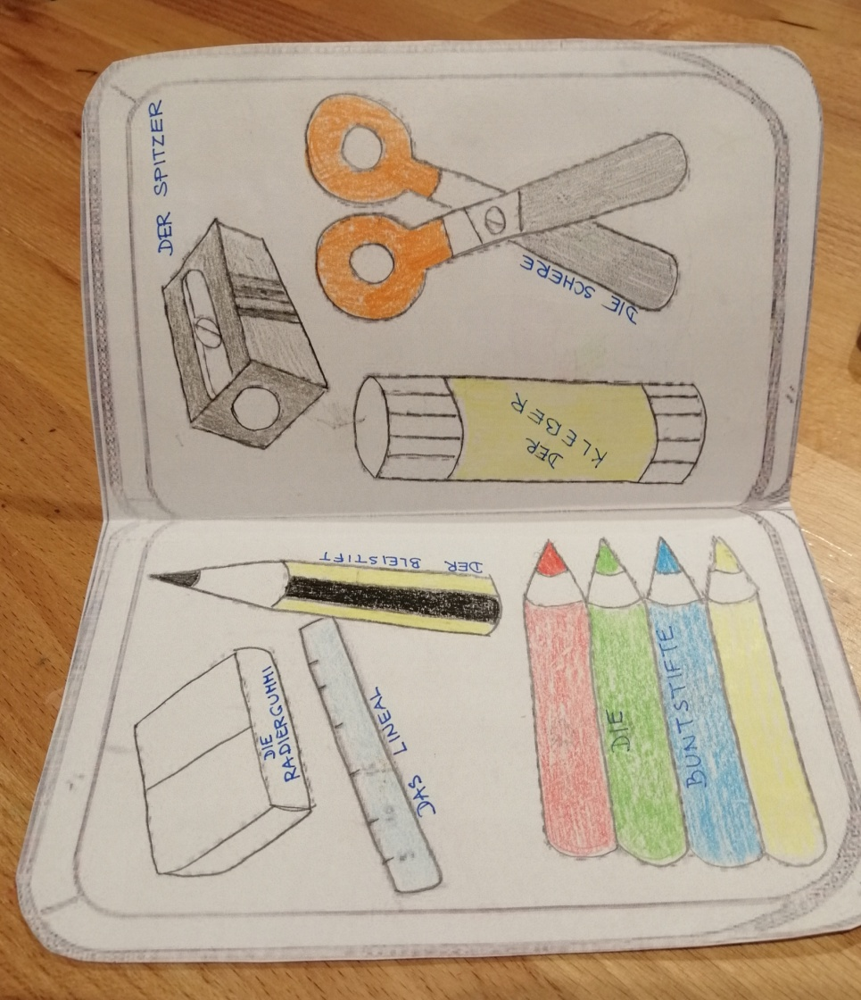 DER SPITZER
DIE SCHERE
DER
KLEBER
DER BLEISTIFT
DIE
RADIERGUMMI
DAS LINEAL
DIE
BUNTSTIFTE